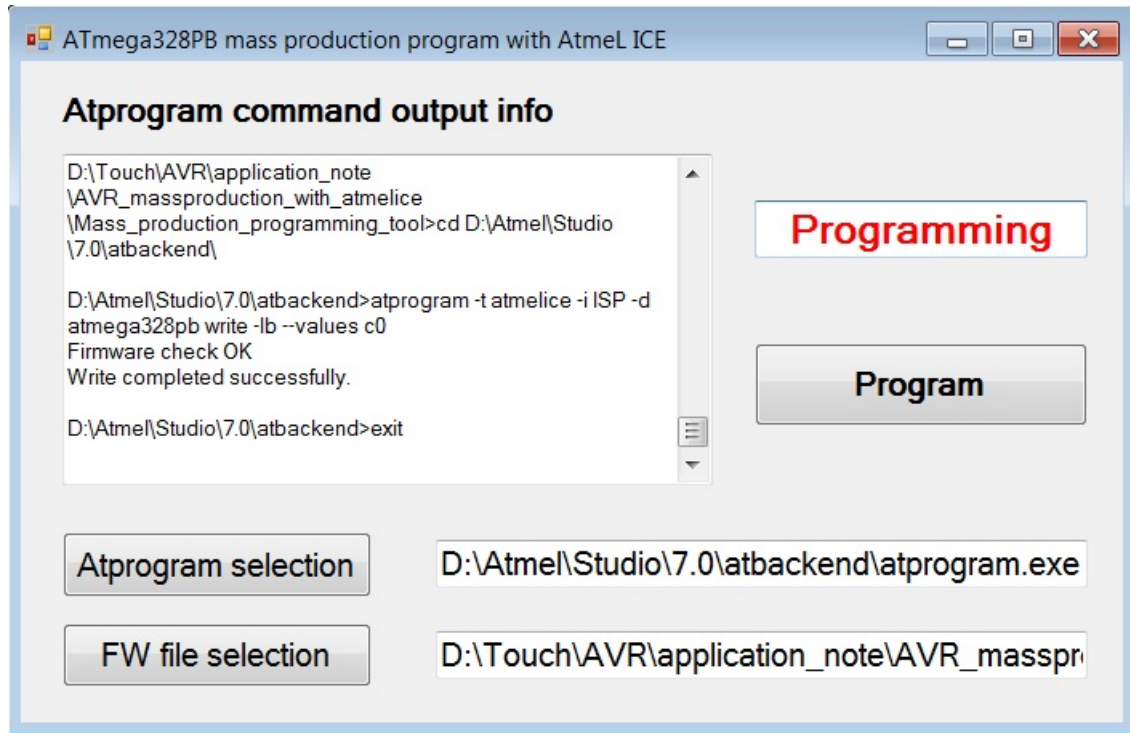 ATmega328PB mass production program with AtmeL ICE
Atprogram command output info
D:\Touch\AVR\application_note
\AVR_massproduction_with_atmelice
\Mass_production_programming_tool>cd D:\Atmel\Studio
\7.0\atbackend\
D:\Atmel\Studio\7.0\atbackend>atprogram -t atmelice -i ISP -d
atmega328pb write -lb --values c0
Firmware check OK
Write completed successfully.
D:\Atmel\Studio\7.0\atbackend>exit
Programming
Program
Atprogram selection
D:\Atmel\Studio\7.0\atbackend\atprogram.exe
FW file selection
D:\Touch\AVR\application_note\AVR_masspr